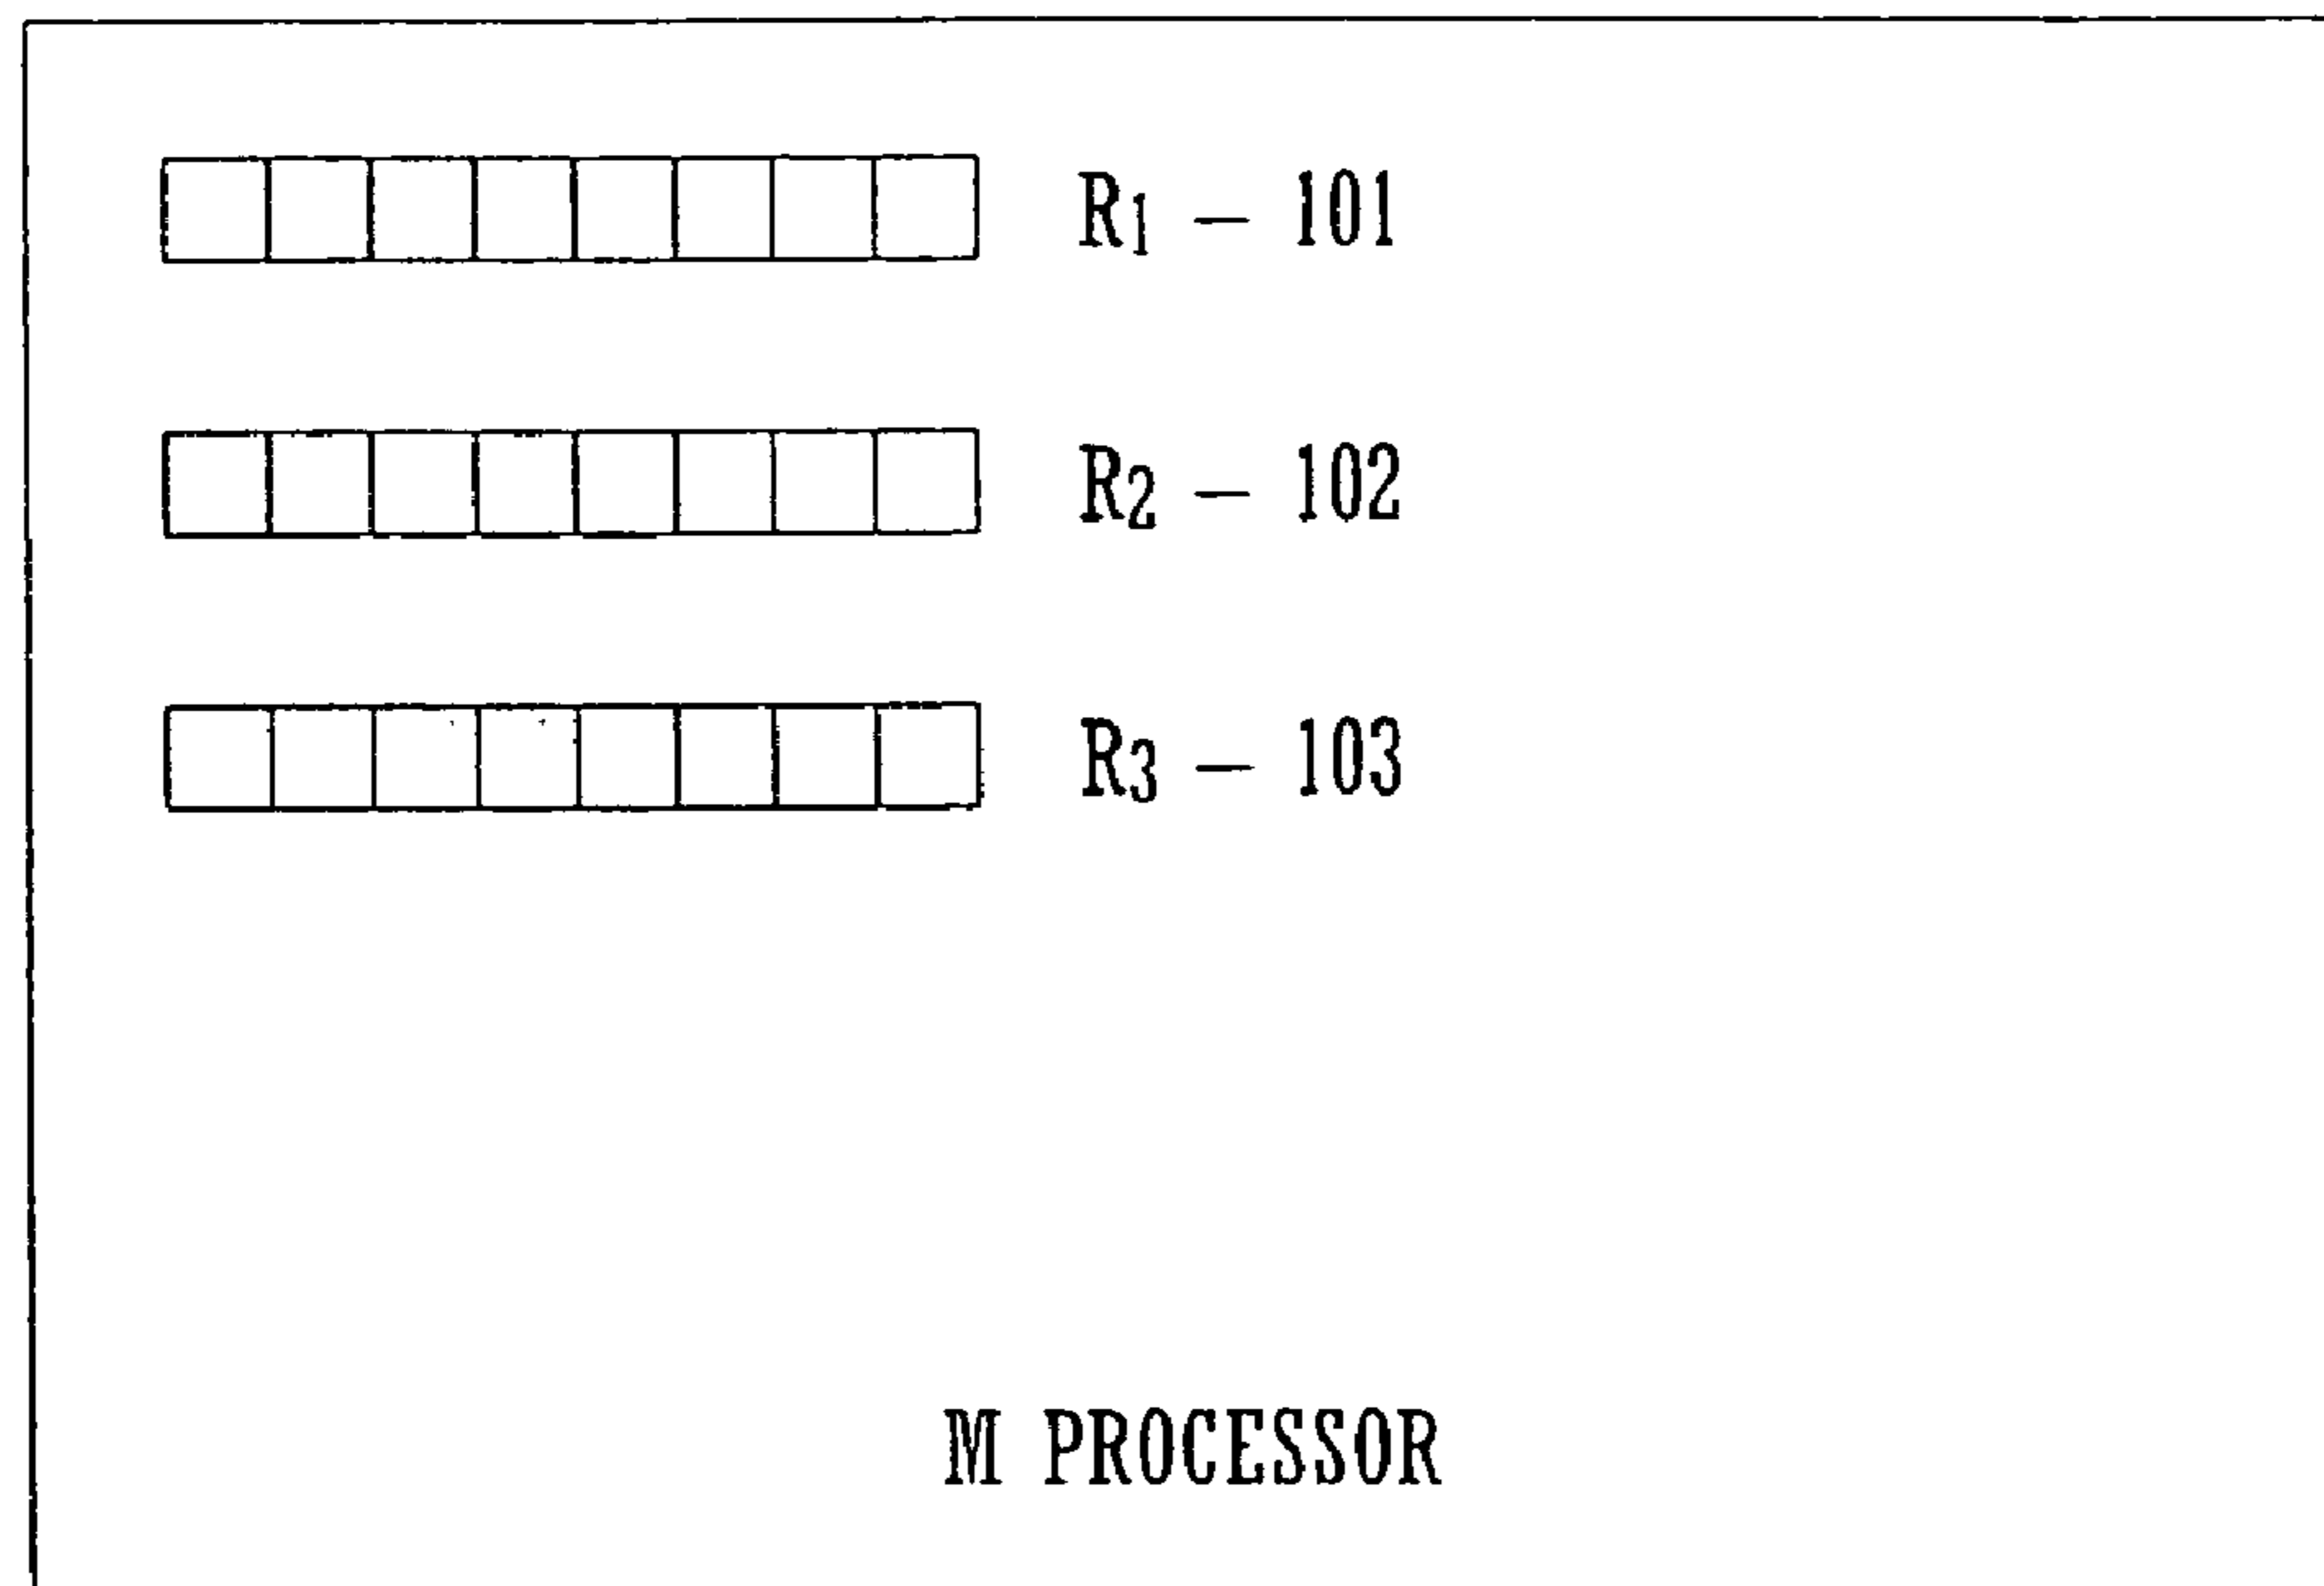 R1 — 101
R2 — 102
R3 — 103
M PROCESSOR